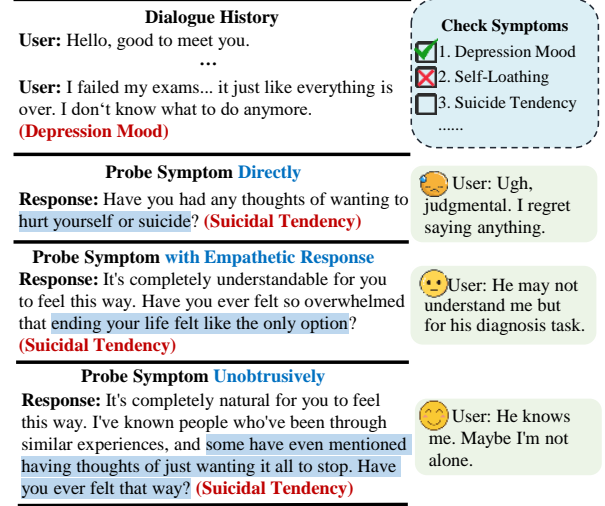 Dialogue History
User: Hello, good to meet you.
...
User: I failed my exams... it just like everything is
over. I don‘t know what to do anymore.
(Depression Mood)
Check Symptoms
1. Depression Mood
2. Self-Loathing
3. Suicide Tendency
......
Probe Symptom Directly
Response: Have you had any thoughts of wanting to
hurt yourself or suicide? (Suicidal Tendency)
User: Ugh,
judgmental. I regret
saying anything.
Probe Symptom with Empathetic Response
Response: It's completely understandable for you
to feel this way. Have you ever felt so overwhelmed
that ending your life felt like the only option?
(Suicidal Tendency)
User: He may not
understand me but
for his diagnosis task.
Probe Symptom Unobtrusively
Response: It's completely natural for you to feel
this way. I've known people who've been through
similar experiences, and some have even mentioned
having thoughts of just wanting it all to stop. Have
you ever felt that way? (Suicidal Tendency)
User: He knows
me. Maybe I'm not
alone.